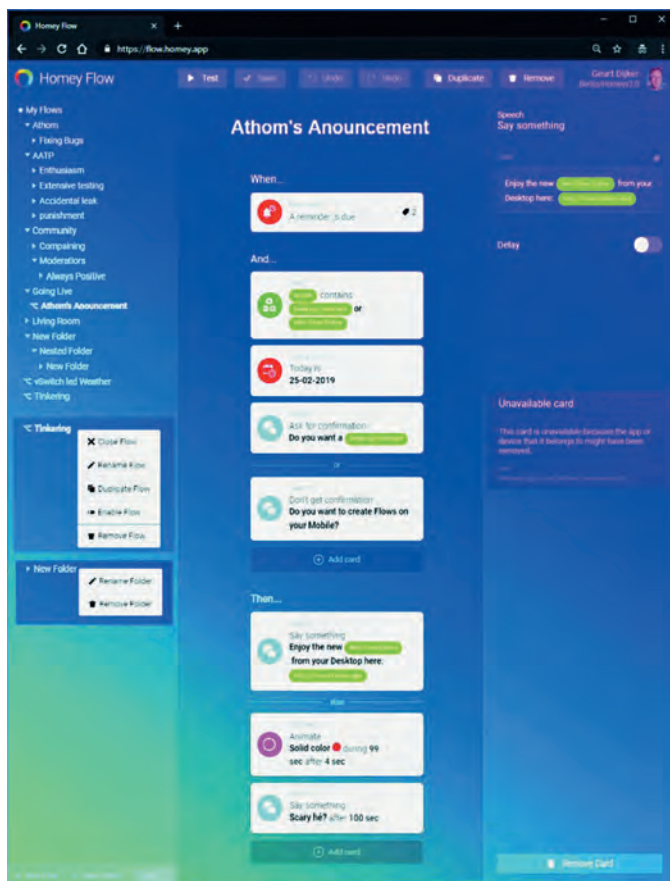 Homey Flow
https://flow.homey.app
Homey Flow
Test
Save
Undo
Duplicate
Remove
My Flows
Athom
Fixing Bugs
AATP
Enthusiasm
Extensive testing
Accidental leak
punishment
Community
Compaining
Moderators
Always Positive
Going Live
Athom's Anouncement
Living Room
New Folder
Nested Folder
New Folder
vSwitch led Weather
Tinkering
Tinkering
Close Flow
Rename Flow
Duplicate Flow
Enable Flow
Remove Flow
New Folder
Rename Folder
Remove Folder
Athom's Anouncement
When...
A reminder is due
2
And...
contains
or
Today is
25-02-2019
Ask for confirmation
Do you want a
or
Don't get confirmation
Do you want to create Flows on
your Mobile?
Add card
Then...
Say something
Enjoy the new
from your Desktop here:
else
Animate
Solid color during 99
sec after 4 sec
Say something
Scary hé? after 100 sec
Add card
Speech
Say something
Enjoy the new from your
Desktop here:
Delay
Unavailable card
This card is unavailable because the app or
device that it belongs to might have been
removed.
Remove Card